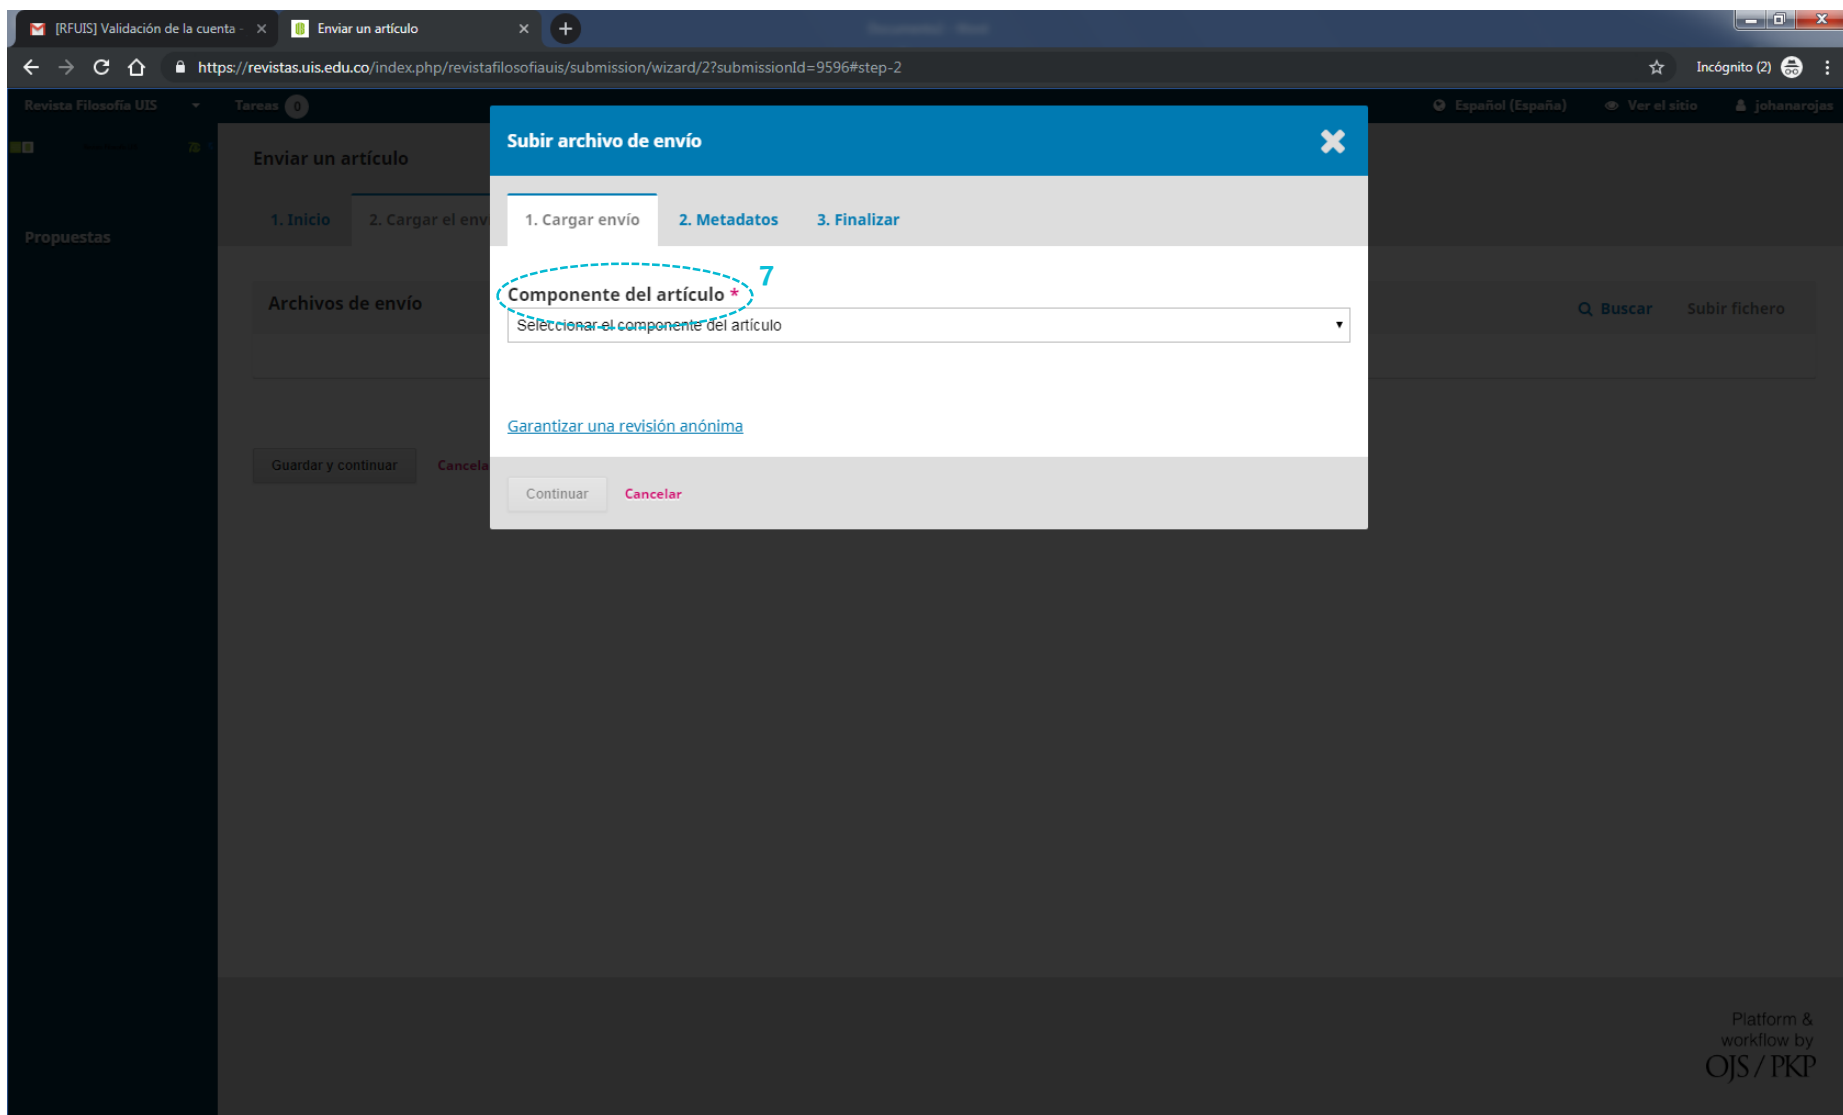 [RFUIS] Validación de la cuenta -
Enviar un artículo
https://revistas.uis.edu.co/index.php/revistafilosofiauis/submission/wizard/2?submissionId=9596#step-2
Incógnito (2)
Revista Filosofía UIS
Tareas 0
Español (España)
Ver el sitio
johanarojas
Enviar un artículo
1. Inicio
2. Cargar el env
Propuestas
Archivos de envío
Buscar
Subir fichero
Guardar y continuar
Cancela
Subir archivo de envío
1. Cargar envío
2. Metadatos
3. Finalizar
7
Componente del artículo *
Seleccionar el componente del artículo
Garantizar una revisión anónima
Continuar
Cancelar
Platform &
workflow by
OJS / PKP